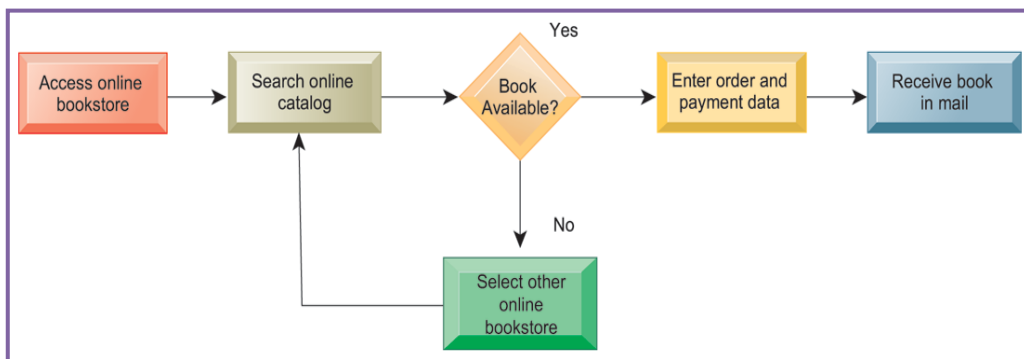 Access online
bookstore
Search online
catalog
Book
Available?
Yes
Enter order and
payment data
Receive book
in mail
No
Select other
online
bookstore